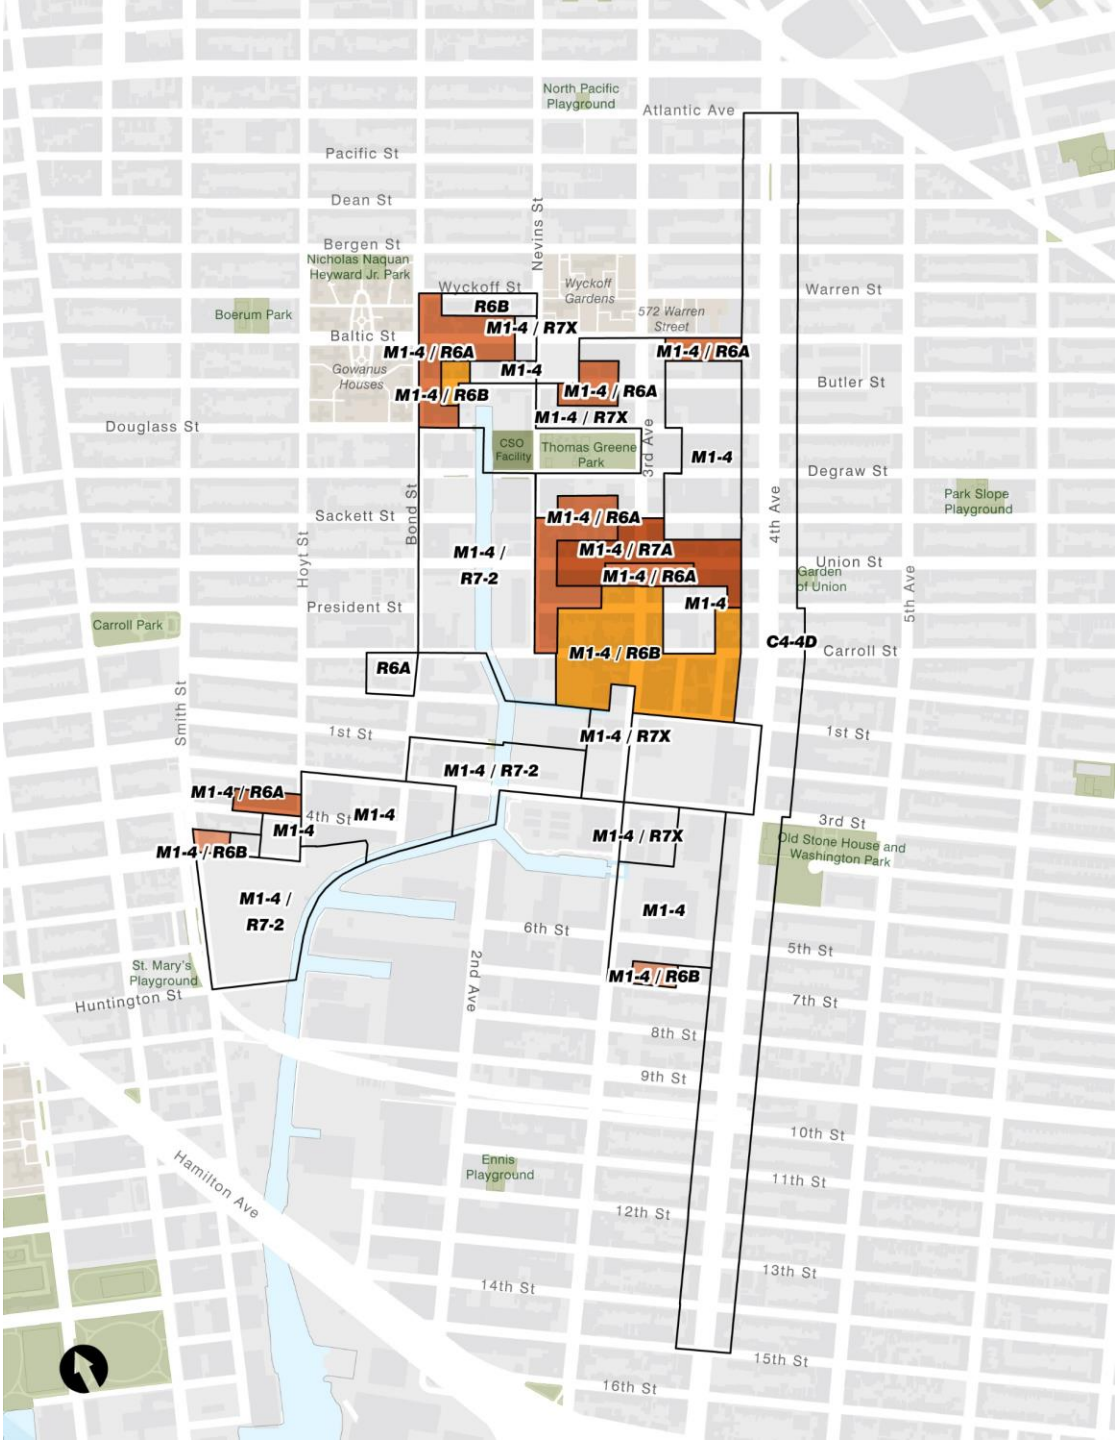 North Pacific
Playground
Atlantic Ave
Pacific St
Dean St
Nevins St
Bergen St
Nicholas Naquan
Heyward Jr. Park
Wyckoff St
Wyckoff
Gardens
Warren St
R6B
Boerum Park
572 Warren
Street
M1-4 / R7X
Baltic St
M1-4 / R6A
M1-4 / R6A
Gowanus
Houses
M1-4
Butler St
M1-4 / R6B
M1-4 / R6A
M1-4 / R7X
Douglass St
CSO
Facility
Thomas Greene
Park
3rd Ave
M1-4
Degraw St
Park Slope
Playground
Bond St
4th Ave
Sackett St
M1-4 / R6A
Hoyt St
M1-4 /
R7-2
M1-4 / R7A
Union St
M1-4 / R6A
Garden
of Union
5th Ave
President St
M1-4
Carroll Park
C4-4D
M1-4 / R6B
Carroll St
R6A
Smith St
1st St
M1-4 / R7X
1st St
M1-4 / R7-2
M1-4 / R6A
4th St
M1-4
M1-4
M1-4 / R7X
3rd St
Old Stone House and
Washington Park
M1-4 / R6B
M1-4 /
R7-2
M1-4
6th St
5th St
St. Mary's
Playground
2nd Ave
M1-4 / R6B
Huntington St
7th St
8th St
9th St
10th St
Ennis
Playground
11th St
Hamilton Ave
12th St
13th St
14th St
15th St
16th St